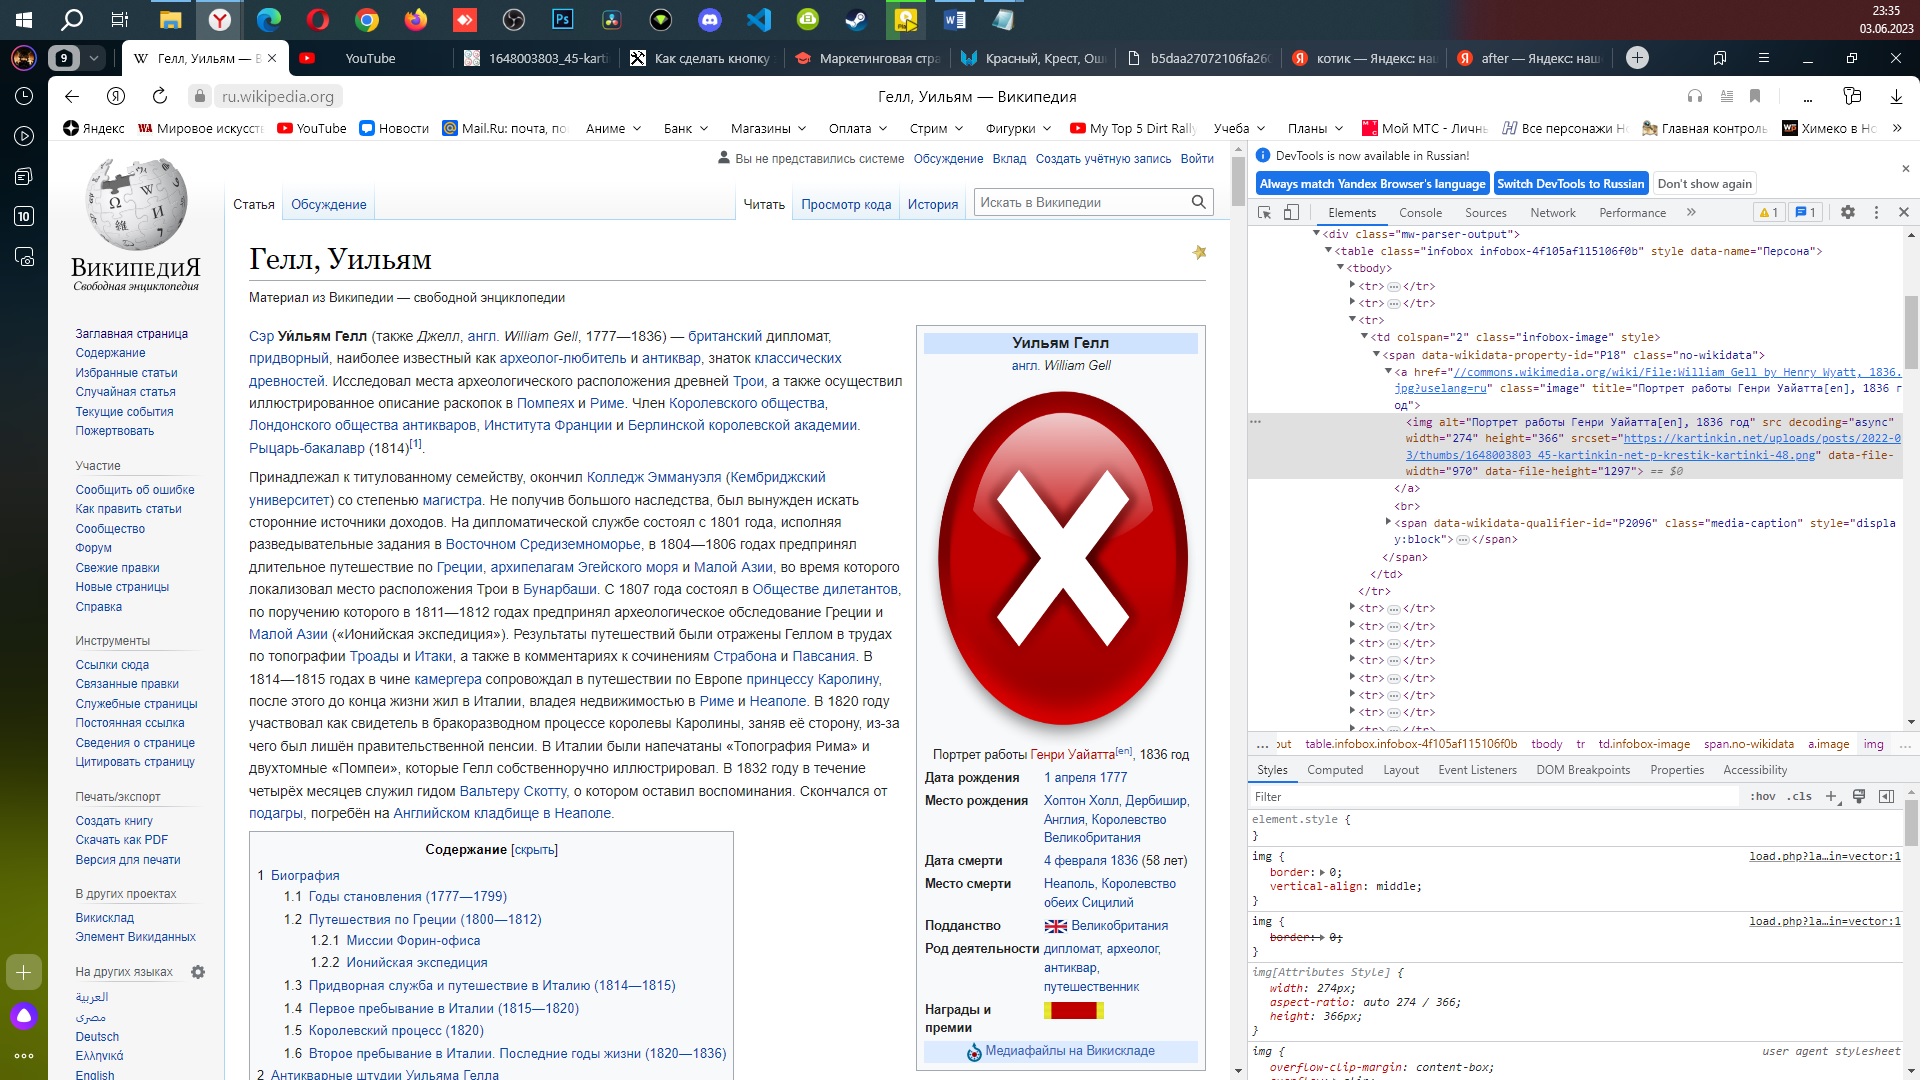 23:35
03.06.2023
9
Гелл, Уильям — В
YouTube
1648003803_45-karti
Как сделать кнопку
Маркетинговая стра
Красный, Крест, Ош
b5daa27072106fa260
котик — Яндекс: наш
after — Яндекс: наш
ru.wikipedia.org
Гелл, Уильям — Википедия
Яндекс
Мировое искусст
YouTube
Новости
Mail.Ru: почта, по
Аниме
Банк
Магазины
Оплата
Стрим
Фигурки
My Top 5 Dirt Rally
Учеба
Планы
Мой МТС - Личны
Все персонажи Ho
Главная контроль
Химеко в Ho
10
ВИКИПЕДИЯ
Свободная энциклопедия
Заглавная страница
Содержание
Избранные статьи
Случайная статья
Текущие события
Пожертвовать
Участие
Сообщить об ошибке
Как править статьи
Сообщество
Форум
Свежие правки
Новые страницы
Справка
Инструменты
Ссылки сюда
Связанные правки
Служебные страницы
Постоянная ссылка
Сведения о странице
Цитировать страницу
Печать/экспорт
Создать книгу
Скачать как PDF
Версия для печати
В других проектах
Викисклад
Элемент Викиданных
На других языках
العربية
مصرى
Deutsch
Ελληνικά
English
Вы не представились системе Обсуждение Вклад Создать учётную запись Войти
Статья Обсуждение Читать Просмотр кода История Искать в Википедии
Гелл, Уильям
Материал из Википедии — свободной энциклопедии
Сэр Уи́льям Гелл (также Джелл, англ. William Gell, 1777—1836) — британский дипломат,
придворный, наиболее известный как археолог-любитель и антиквар, знаток классических
древностей. Исследовал места археологического расположения древней Трои, а также осуществил
иллюстрированное описание раскопок в Помпеях и Риме. Член Королевского общества,
Лондонского общества антикваров, Института Франции и Берлинской королевской академии.
Рыцарь-бакалавр (1814)[1].
Принадлежал к титулованному семейству, окончил Колледж Эммануэля (Кембриджский
университет) со степенью магистра. Не получив большого наследства, был вынужден искать
сторонние источники доходов. На дипломатической службе состоял с 1801 года, исполняя
разведывательные задания в Восточном Средиземноморье, в 1804—1806 годах предпринял
длительное путешествие по Греции, архипелагам Эгейского моря и Малой Азии, во время которого
локализовал место расположения Трои в Бунарбаши. С 1807 года состоял в Обществе дилетантов,
по поручению которого в 1811—1812 годах предпринял археологическое обследование Греции и
Малой Азии («Ионийская экспедиция»). Результаты путешествий были отражены Геллом в трудах
по топографии Троады и Итаки, а также в комментариях к сочинениям Страбона и Павсания. В
1814—1815 годах в чине камергера сопровождал в путешествии по Европе принцессу Каролину,
после этого до конца жизни жил в Италии, владея недвижимостью в Риме и Неаполе. В 1820 году
участвовал как свидетель в бракоразводном процессе королевы Каролины, заняв её сторону, из-за
чего был лишён правительственной пенсии. В Италии были напечатаны «Топография Рима» и
двухтомные «Помпеи», которые Гелл собственноручно иллюстрировал. В 1832 году в течение
четырёх месяцев служил гидом Вальтеру Скотту, о котором оставил воспоминания. Скончался от
подагры, погребён на Английском кладбище в Неаполе.
Содержание [скрыть]
1 Биография
1.1 Годы становления (1777—1799)
1.2 Путешествия по Греции (1800—1812)
1.2.1 Миссии Форин-офиса
1.2.2 Ионийская экспедиция
1.3 Придворная служба и путешествие в Италию (1814—1815)
1.4 Первое пребывание в Италии (1815—1820)
1.5 Королевский процесс (1820)
1.6 Второе пребывание в Италии. Последние годы жизни (1820—1836)
2 Антикварные штудии Уильяма Гелла
Уильям Гелл
англ. William Gell
Портрет работы Генри Уайатта[en], 1836 год
Дата рождения 1 апреля 1777
Место рождения Хоптон Холл, Дербишир,
Англия, Королевство
Великобритания
Дата смерти 4 февраля 1836 (58 лет)
Место смерти Неаполь, Королевство
обеих Сицилий
Подданство Великобритания
Род деятельности дипломат, археолог,
антиквар,
путешественник
Награды и
премии
Медиафайлы на Викискладе
DevTools is now available in Russian!
Always match Yandex Browser's language Switch DevTools to Russian Don't show again
Elements Console Sources Network Performance » 1 1
<div class="mw-parser-output">
<table class="infobox infobox-4f105af115106f0b" style data-name="Персона">
<tbody>
<tr> … </tr>
<tr> … </tr>
<tr>
<td colspan="2" class="infobox-image" style>
<span data-wikidata-property-id="P18" class="no-wikidata">
<a href="//commons.wikimedia.org/wiki/File:William_Gell_by_Henry_Wyatt,_1836.
jpg?uselang=ru" class="image" title="Портрет работы Генри Уайатта[en], 1836 г
од">
<img alt="Портрет работы Генри Уайатта[en], 1836 год" src decoding="async"
width="274" height="366" srcset="https://kartinkin.net/uploads/posts/2022-0
3/thumbs/1648003803_45-kartinkin-net-p-krestik-kartinki-48.png" data-file-
width="970" data-file-height="1297"> == $0
</a>
<br>
<span data-wikidata-qualifier-id="P2096" class="media-caption" style="displa
y:block"> … </span>
</span>
</td>
</tr>
<tr> … </tr>
<tr> … </tr>
<tr> … </tr>
<tr> … </tr>
<tr> … </tr>
<tr> … </tr>
<tr> … </tr>
<tr> … </tr>
… out table.infobox.infobox-4f105af115106f0b tbody tr td.infobox-image span.no-wikidata a.image img …
Styles Computed Layout Event Listeners DOM Breakpoints Properties Accessibility
Filter :hov .cls
element.style {
}
img { load.php?la…in=vector:1
border: 0;
vertical-align: middle;
}
img { load.php?la…in=vector:1
border: 0;
}
img[Attributes Style] {
width: 274px;
aspect-ratio: auto 274 / 366;
height: 366px;
}
img { user agent stylesheet
overflow-clip-margin: content-box;